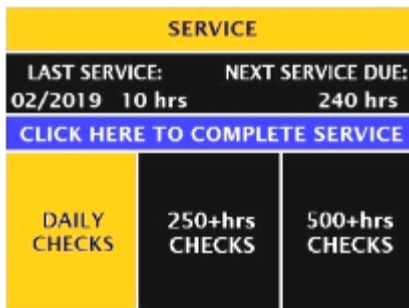 SERVICE
LAST SERVICE: NEXT SERVICE DUE:
02/2019 10 hrs 240 hrs
CLICK HERE TO COMPLETE SERVICE
DAILY
CHECKS
250+hrs
CHECKS
500+hrs
CHECKS